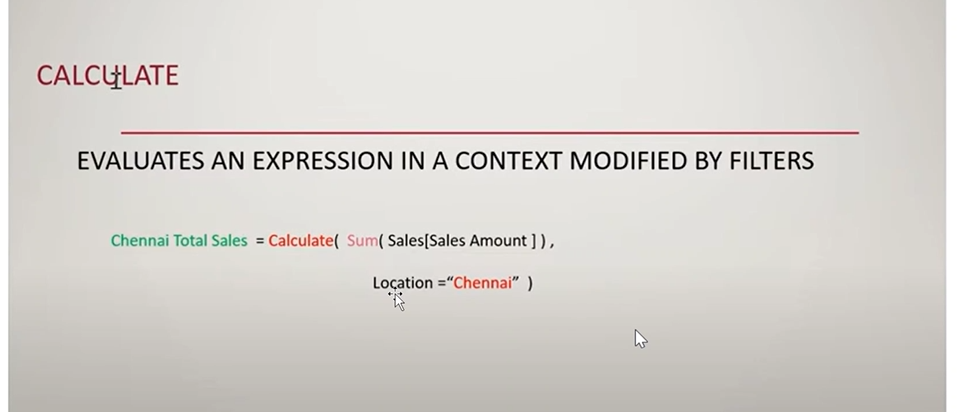 CALCULATE
EVALUATES AN EXPRESSION IN A CONTEXT MODIFIED BY FILTERS
Chennai Total Sales = Calculate( Sum( Sales[Sales Amount ] ) ,
Location =“Chennai” )